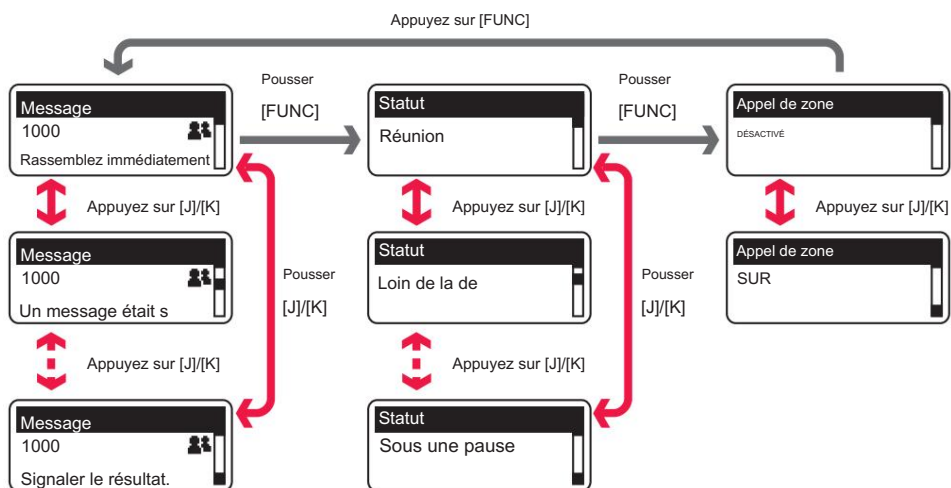 Appuyez sur [FUNC]
Message
1000
Rassemblez immédiatement
Pousser
[FUNC]
Statut
Réunion
Pousser
[FUNC]
Appel de zone
DÉSACTIVÉ
Appuyez sur [J]/[K]
Appuyez sur [J]/[K]
Appuyez sur [J]/[K]
Message
1000
Un message était s
Pousser
[J]/[K]
Statut
Loin de la de
Pousser
[J]/[K]
Appel de zone
SUR
Appuyez sur [J]/[K]
Appuyez sur [J]/[K]
Message
1000
Signaler le résultat.
Statut
Sous une pause